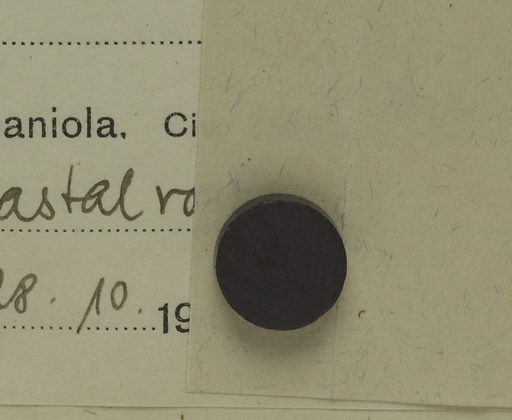 aniola. Ci
astal ro
28. 10. 19